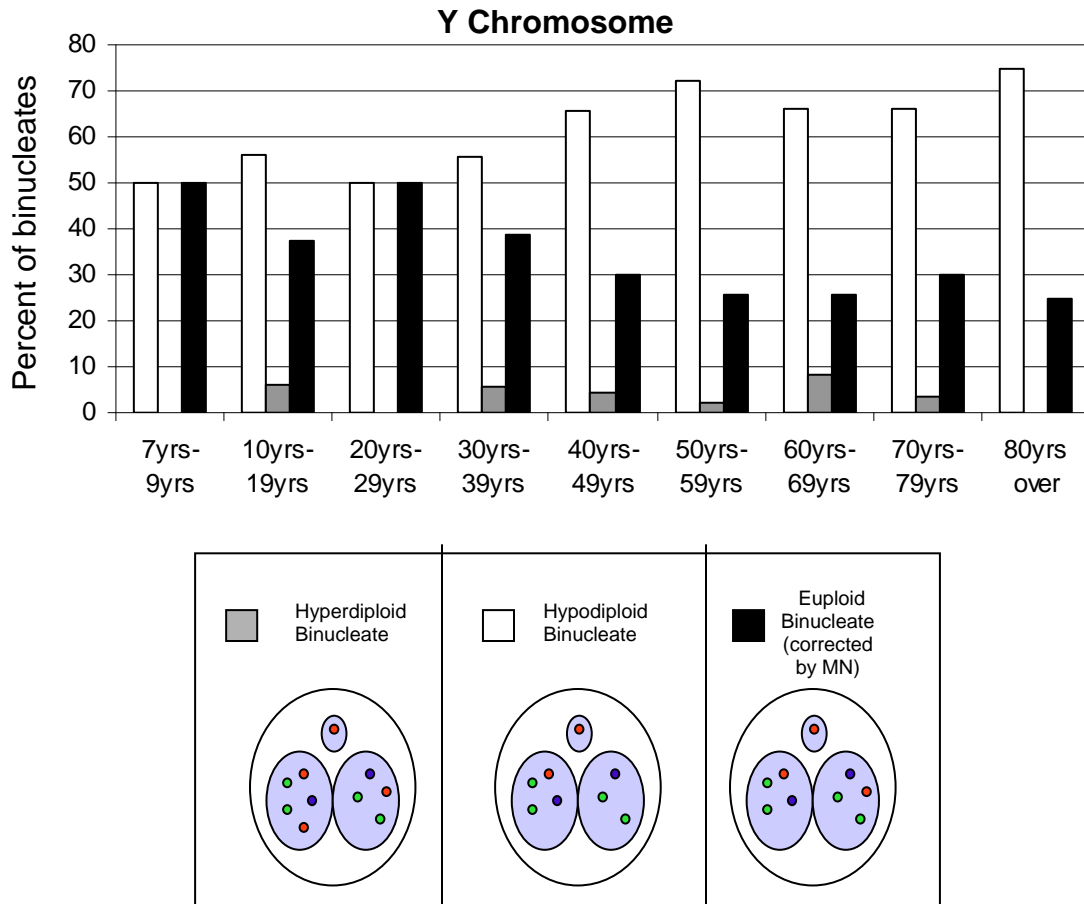 Y Chromosome
Percent of binucleates
80
70
60
50
40
30
20
10
0
7yrs- 10yrs- 20yrs- 30yrs- 40yrs- 50yrs- 60yrs- 70yrs- 80yrs
9yrs 19yrs 29yrs 39yrs 49yrs 59yrs 69yrs 79yrs over
Hyperdiploid
Binucleate
Hypodiploid
Binucleate
Euploid
Binucleate
(corrected
by MN)